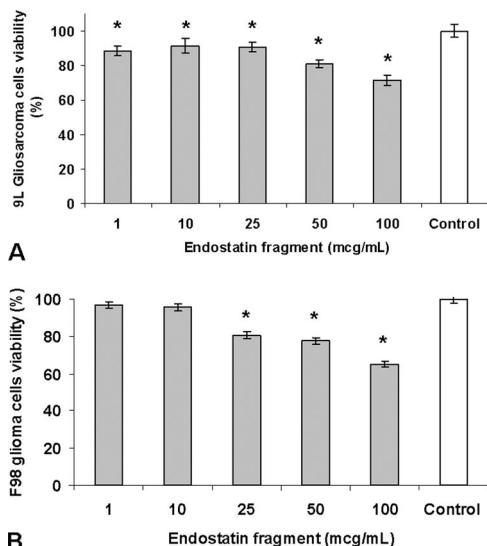 9L Gliosarcoma cells viability
(%)
100
80
60
40
20
0
* * * * *
1 10 25 50 100 Control
Endostatin fragment (mcg/mL)
A
F98 glioma cells viability (%)
100
80
60
40
20
0
* * *
1 10 25 50 100 Control
Endostatin fragment (mcg/mL)
B